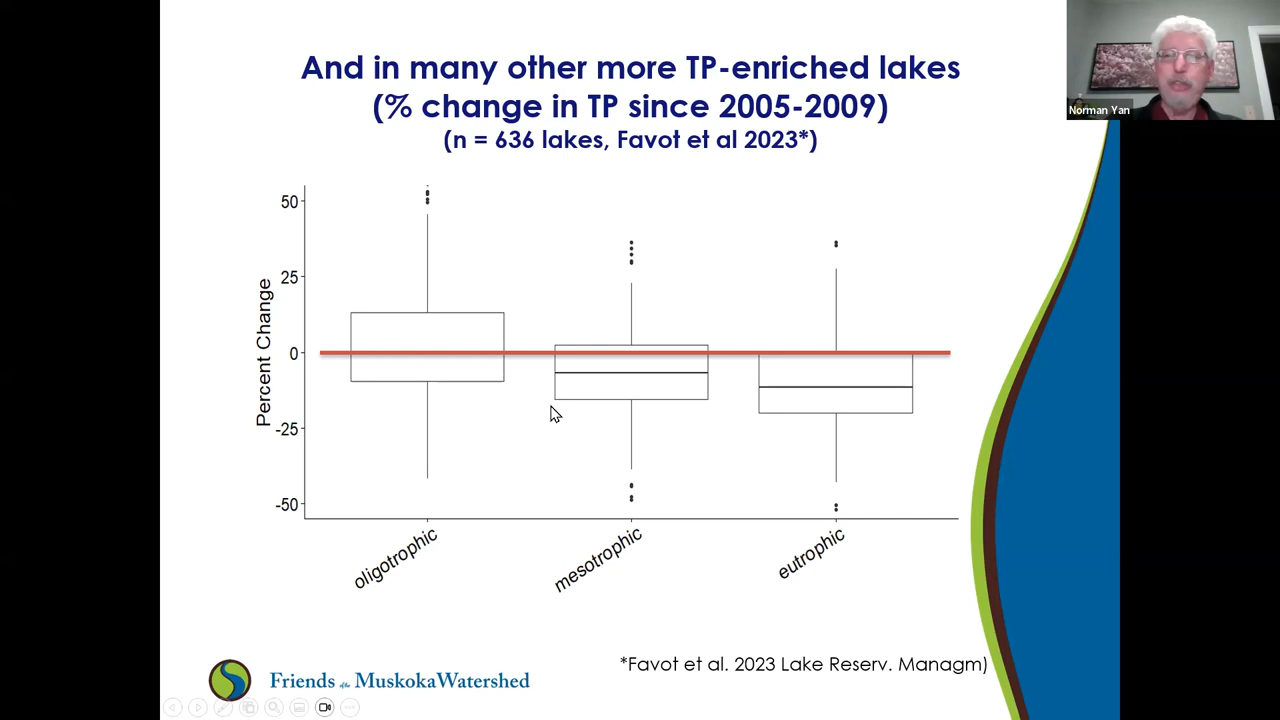 And in many other more TP-enriched lakes
(% change in TP since 2005-2009)
(n = 636 lakes, Favot et al 2023*)
Norman Yan
Percent Change
50
25
0
-25
-50
oligotrophic
mesotrophic
eutrophic
*Favot et al. 2023 Lake Reserv. Managm)
Friends of the MuskokaWatershed